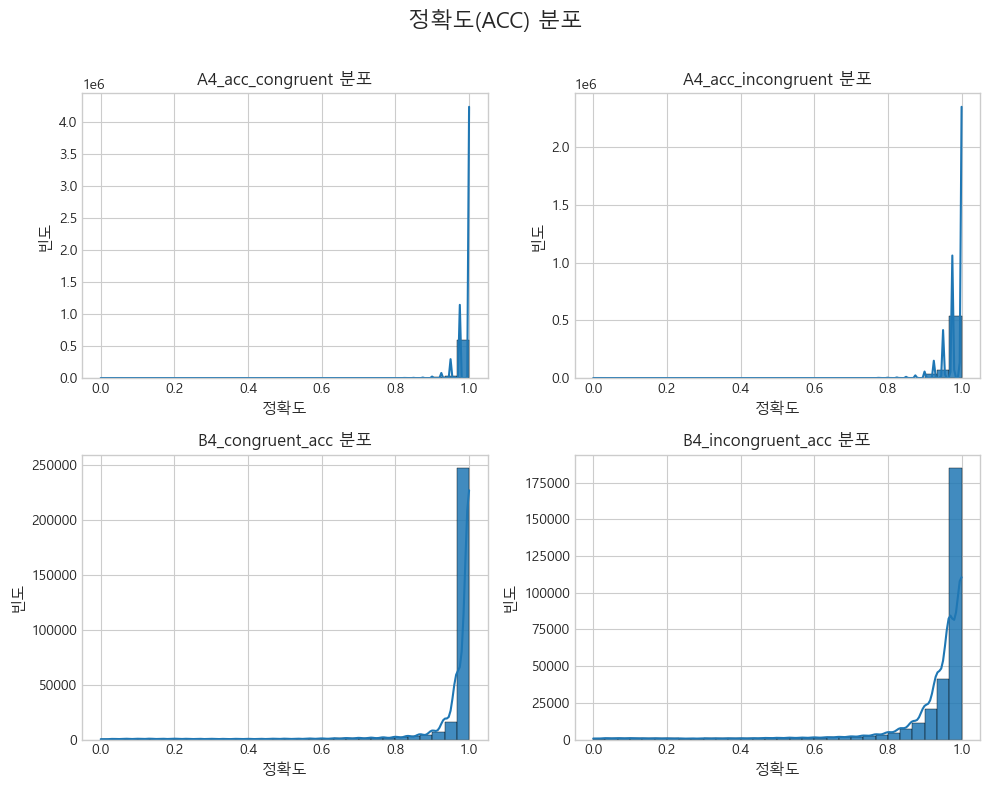 정확도(ACC) 분포
A4_acc_congruent 분포
1e6
4.0
3.5
3.0
2.5
2.0
1.5
1.0
0.5
0.0
빈도
0.0 0.2 0.4 0.6 0.8 1.0
정확도
A4_acc_incongruent 분포
1e6
2.0
1.5
1.0
0.5
0.0
빈도
0.0 0.2 0.4 0.6 0.8 1.0
정확도
B4_congruent_acc 분포
250000
200000
150000
100000
50000
0
빈도
0.0 0.2 0.4 0.6 0.8 1.0
정확도
B4_incongruent_acc 분포
175000
150000
125000
100000
75000
50000
25000
0
빈도
0.0 0.2 0.4 0.6 0.8 1.0
정확도